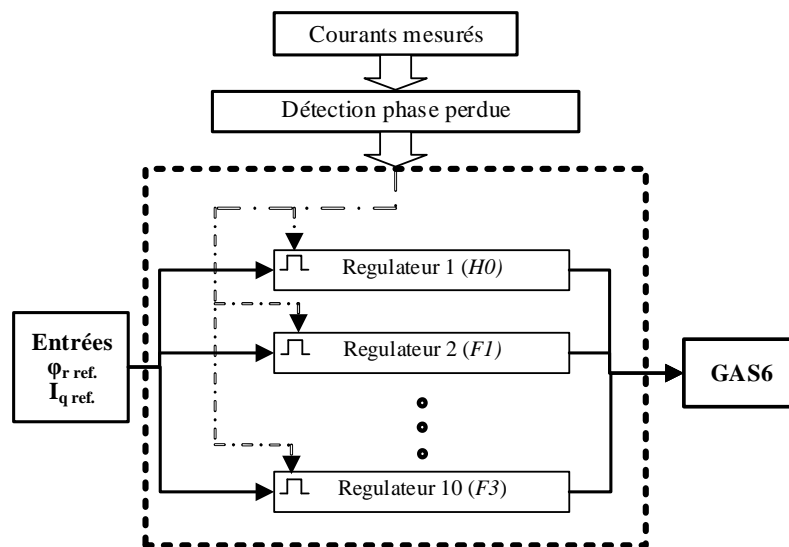 Courants mesurés
Détection phase perdue
Regulateur 1 (H0)
Regulateur 2 (F1)
Entrées
φr ref.
Iq ref.
GAS6
Regulateur 10 (F3)